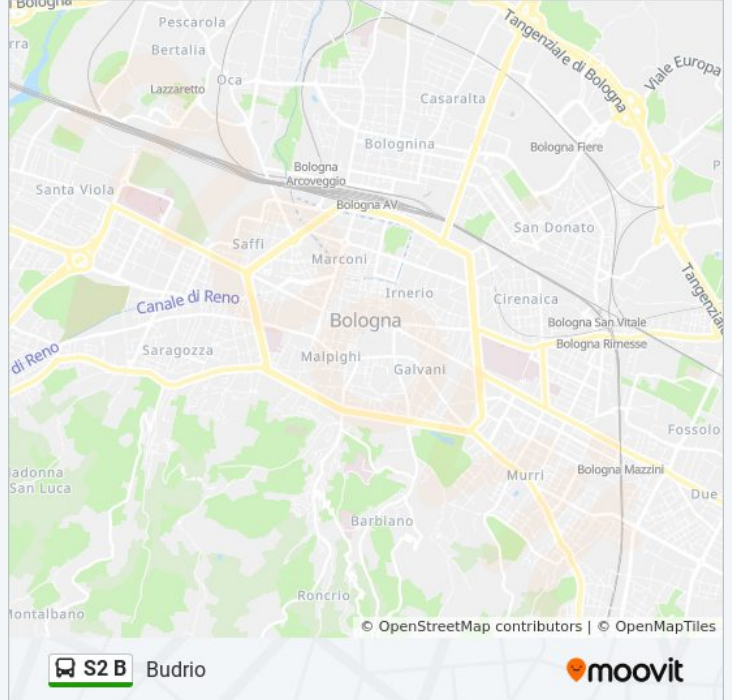 l Bologna
Pescarola
Tangenziale di Bologna
rra
Bertalia
Viale Europa
Oca
Lazzaretto
Casaralta
Bolognina
Bologna Fiere
Bologna
Arcoveggio
P
Santa Viola
Bologna AV
San Donato
Saffi
Marconi
Tangenziale
Irnerio
Cirenaica
Canale di Reno
Bologna
Bologna San Vitale
Bologna Rimesse
di Reno
Saragozza
Malpighi
Galvani
Fossolo
adonna
San Luca
Murri
Bologna Mazzini
Due
Barbiano
Roncrio
Montalbano
© OpenStreetMap contributors | © OpenMapTiles
S2 B Budrio
moovit